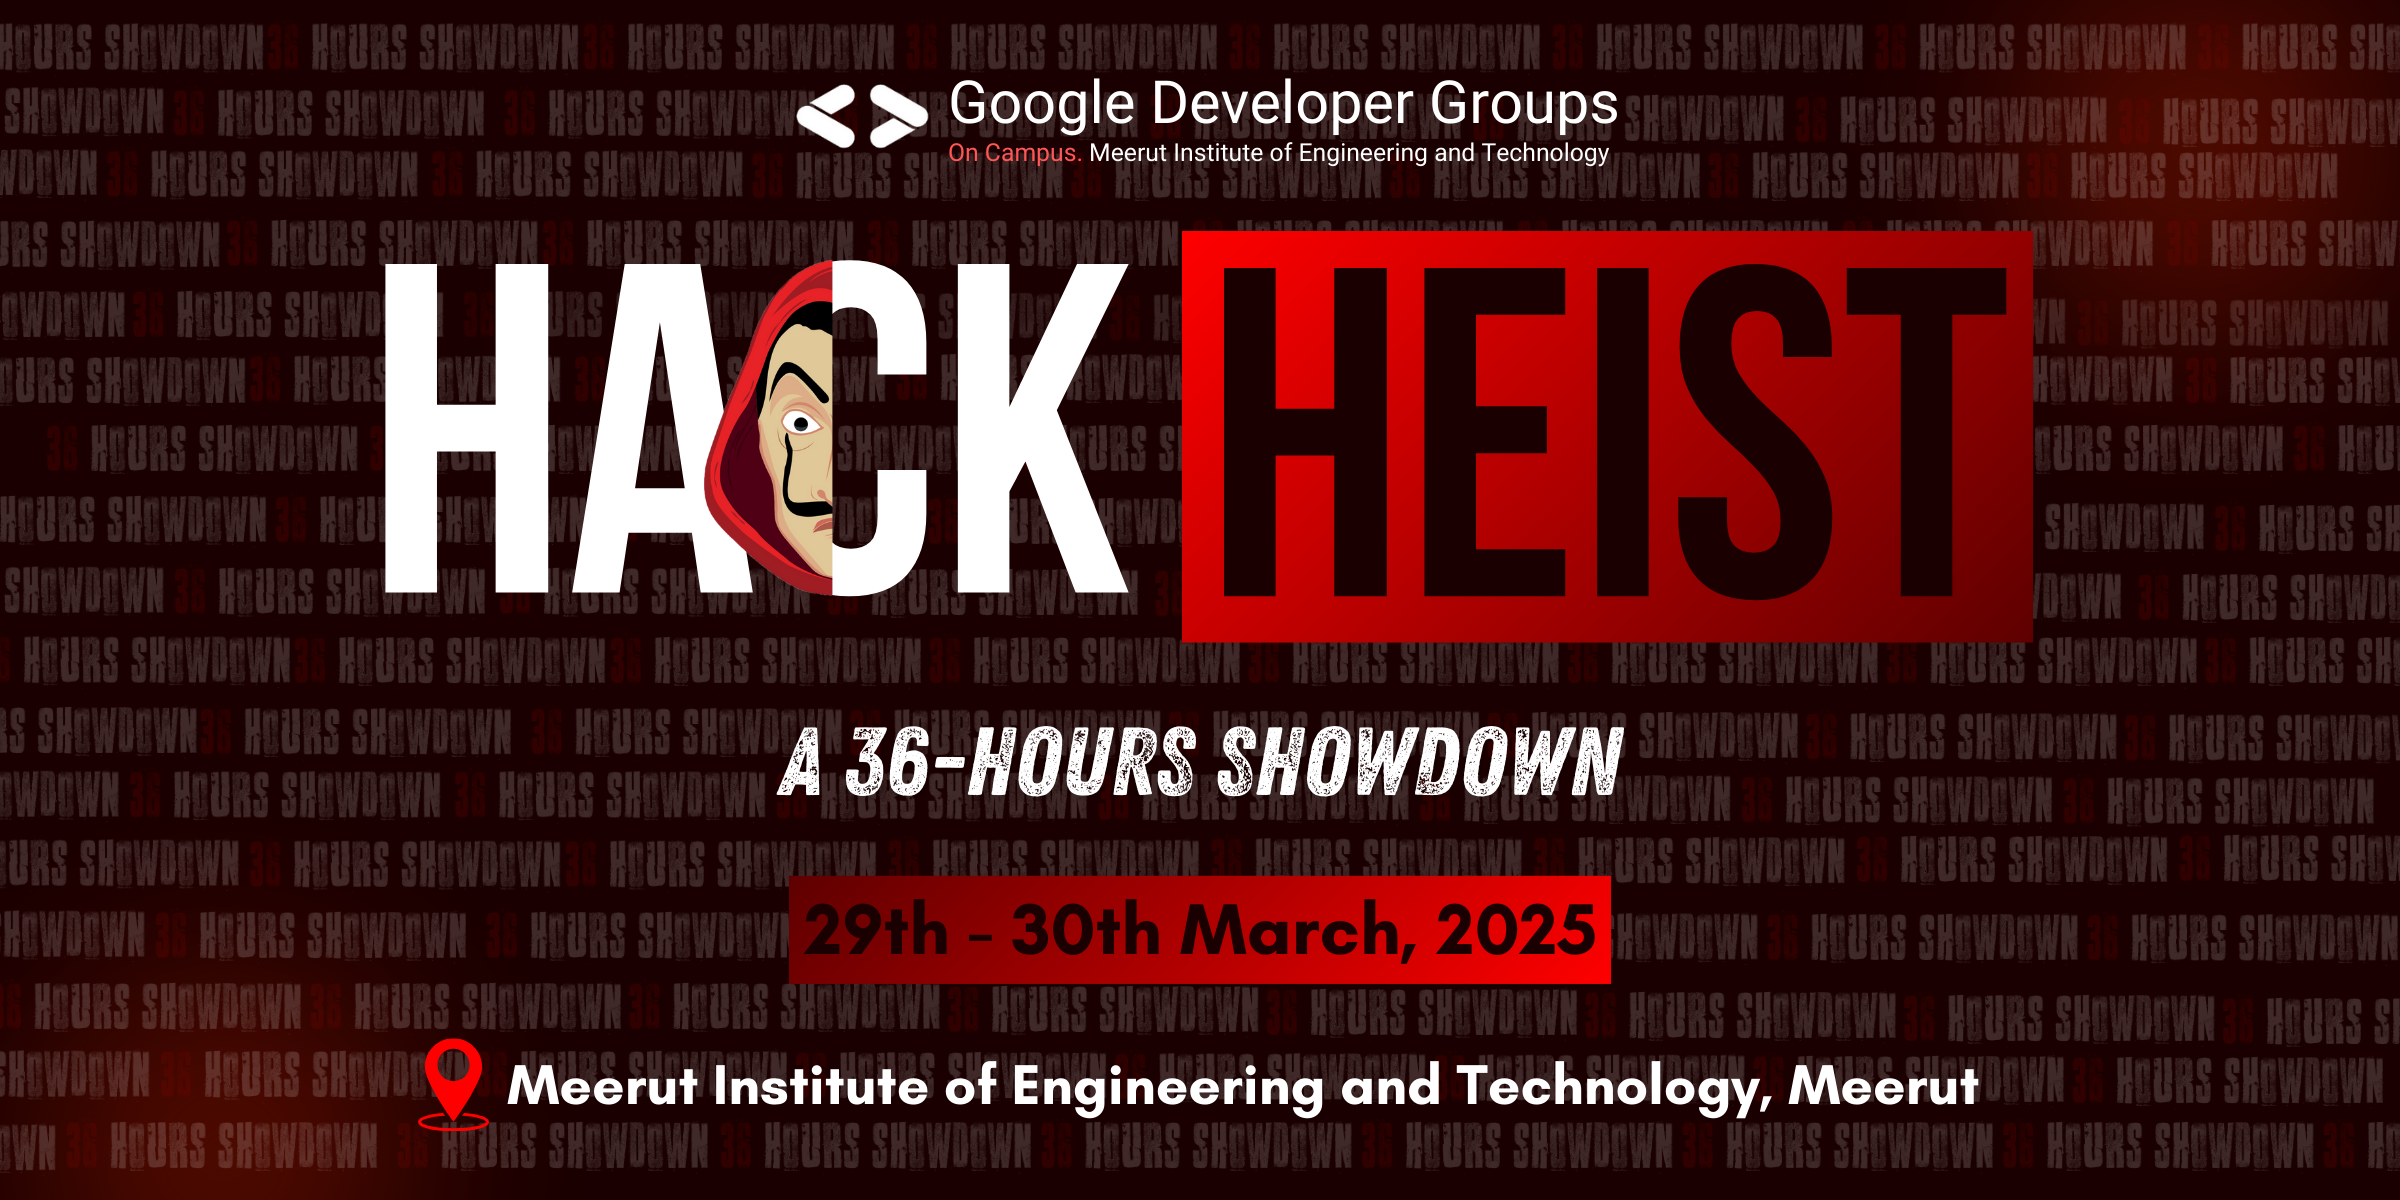 Google Developer Groups
On Campus. Meerut Institute of Engineering and Technology
HACK HEIST
A 36-HOURS SHOWDOWN
29th - 30th March, 2025
Meerut Institute of Engineering and Technology, Meerut